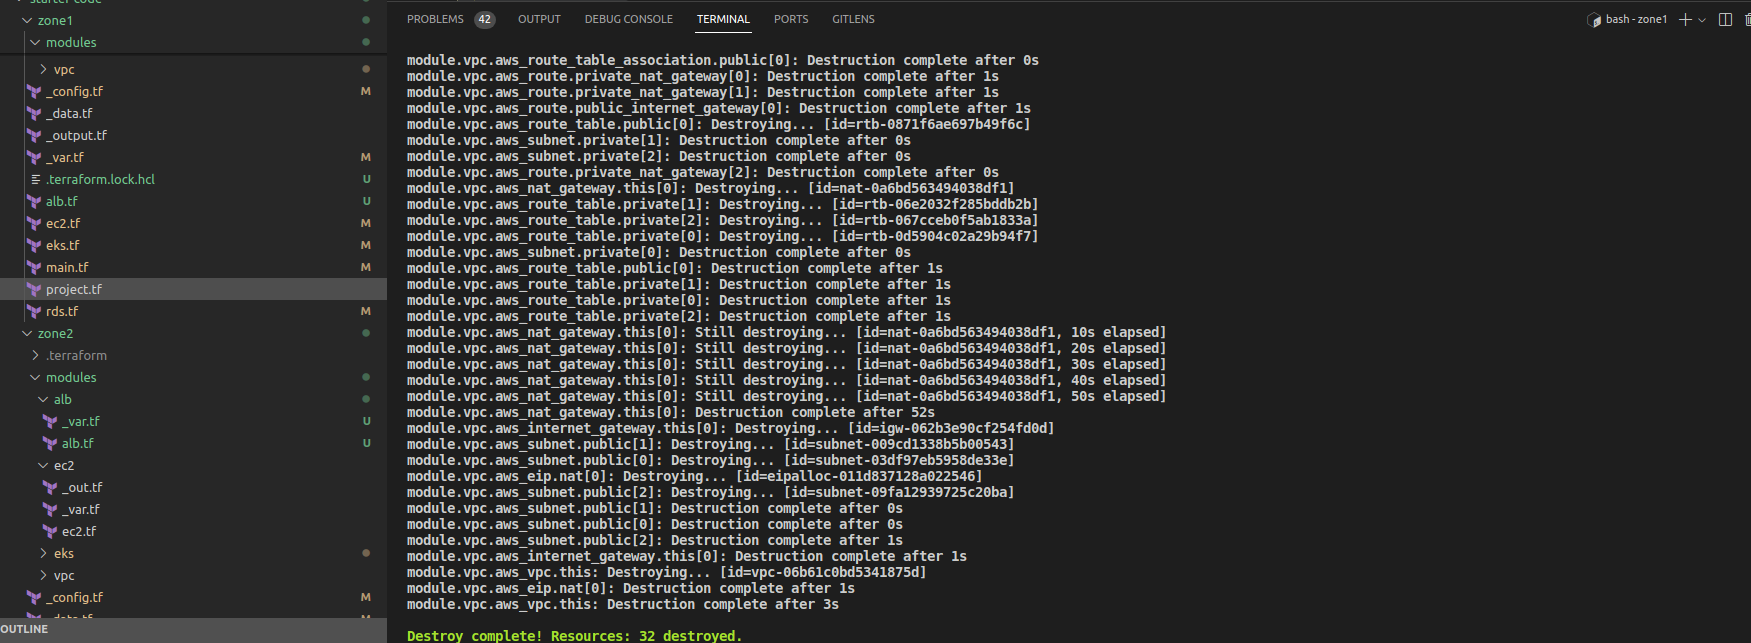 starter code
zone1
modules
vpc
_config.tf M
_data.tf
_output.tf
_var.tf M
.terraform.lock.hcl U
alb.tf U
ec2.tf M
eks.tf M
main.tf M
project.tf
rds.tf M
zone2
.terraform
modules
alb
_var.tf U
alb.tf U
ec2
_out.tf
_var.tf
ec2.tf
eks
vpc
_config.tf M
_data.tf M
OUTLINE
PROBLEMS 42 OUTPUT DEBUG CONSOLE TERMINAL PORTS GITLENS bash - zone1
module.vpc.aws_route_table_association.public[0]: Destruction complete after 0s
module.vpc.aws_route.private_nat_gateway[0]: Destruction complete after 1s
module.vpc.aws_route.private_nat_gateway[1]: Destruction complete after 1s
module.vpc.aws_route.public_internet_gateway[0]: Destruction complete after 1s
module.vpc.aws_route_table.public[0]: Destroying... [id=rtb-0871f6ae697b49f6c]
module.vpc.aws_subnet.private[1]: Destruction complete after 0s
module.vpc.aws_subnet.private[2]: Destruction complete after 0s
module.vpc.aws_route.private_nat_gateway[2]: Destruction complete after 0s
module.vpc.aws_nat_gateway.this[0]: Destroying... [id=nat-0a6bd563494038df1]
module.vpc.aws_route_table.private[1]: Destroying... [id=rtb-06e2032f285bddb2b]
module.vpc.aws_route_table.private[2]: Destroying... [id=rtb-067cceb0f5ab1833a]
module.vpc.aws_route_table.private[0]: Destroying... [id=rtb-0d5904c02a29b94f7]
module.vpc.aws_subnet.private[0]: Destruction complete after 0s
module.vpc.aws_route_table.public[0]: Destruction complete after 1s
module.vpc.aws_route_table.private[1]: Destruction complete after 1s
module.vpc.aws_route_table.private[0]: Destruction complete after 1s
module.vpc.aws_route_table.private[2]: Destruction complete after 1s
module.vpc.aws_nat_gateway.this[0]: Still destroying... [id=nat-0a6bd563494038df1, 10s elapsed]
module.vpc.aws_nat_gateway.this[0]: Still destroying... [id=nat-0a6bd563494038df1, 20s elapsed]
module.vpc.aws_nat_gateway.this[0]: Still destroying... [id=nat-0a6bd563494038df1, 30s elapsed]
module.vpc.aws_nat_gateway.this[0]: Still destroying... [id=nat-0a6bd563494038df1, 40s elapsed]
module.vpc.aws_nat_gateway.this[0]: Still destroying... [id=nat-0a6bd563494038df1, 50s elapsed]
module.vpc.aws_nat_gateway.this[0]: Destruction complete after 52s
module.vpc.aws_internet_gateway.this[0]: Destroying... [id=igw-062b3e90cf254fd0d]
module.vpc.aws_subnet.public[1]: Destroying... [id=subnet-009cd1338b5b00543]
module.vpc.aws_subnet.public[0]: Destroying... [id=subnet-03df97eb5958de33e]
module.vpc.aws_eip.nat[0]: Destroying... [id=eipalloc-011d837128a022546]
module.vpc.aws_subnet.public[2]: Destroying... [id=subnet-09fa12939725c20ba]
module.vpc.aws_subnet.public[1]: Destruction complete after 0s
module.vpc.aws_subnet.public[0]: Destruction complete after 0s
module.vpc.aws_subnet.public[2]: Destruction complete after 1s
module.vpc.aws_internet_gateway.this[0]: Destruction complete after 1s
module.vpc.aws_vpc.this: Destroying... [id=vpc-06b61c0bd5341875d]
module.vpc.aws_eip.nat[0]: Destruction complete after 1s
module.vpc.aws_vpc.this: Destruction complete after 3s
Destroy complete! Resources: 32 destroyed.